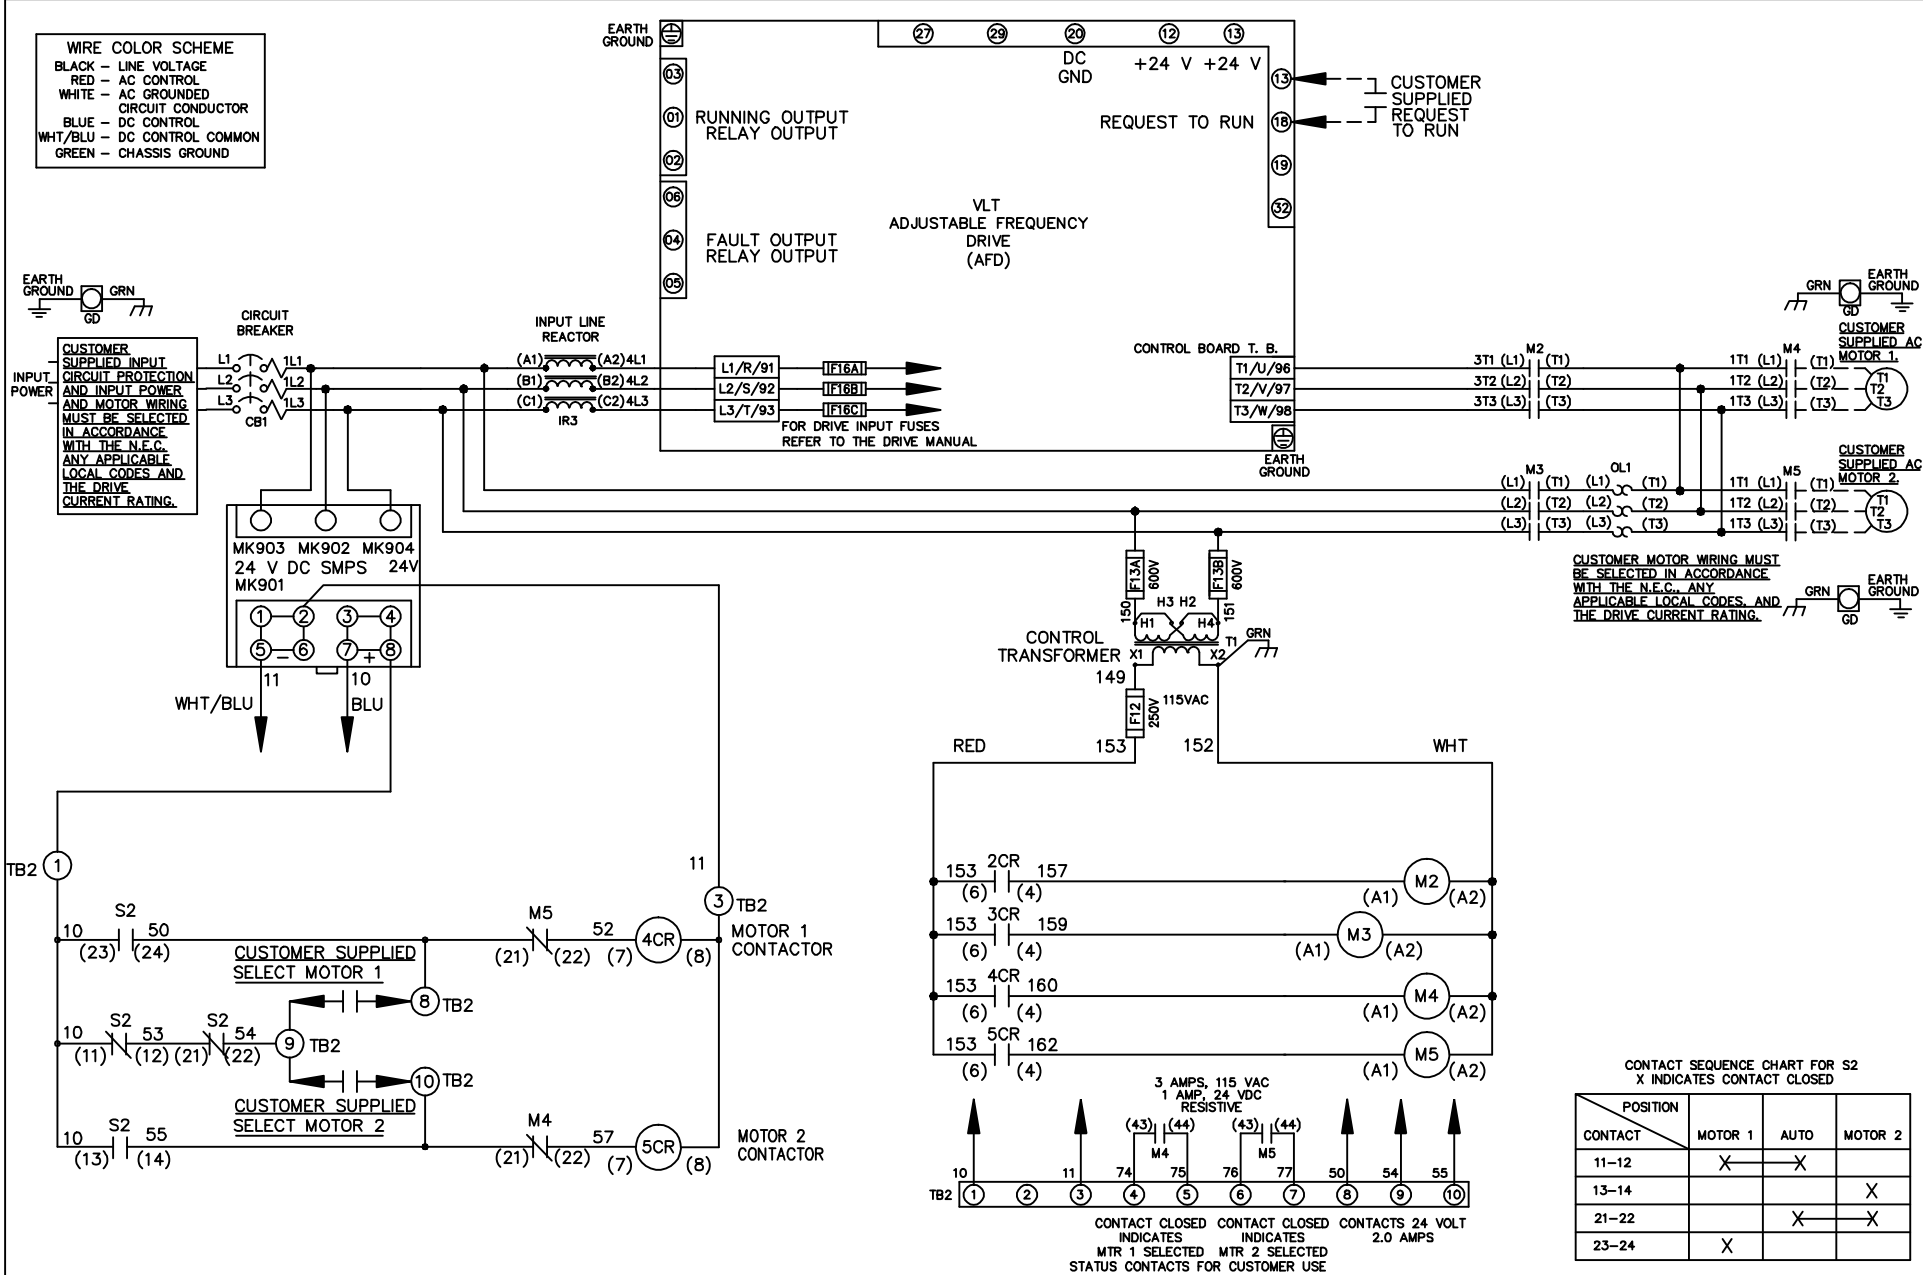 WIRE COLOR SCHEME
BLACK – LINE VOLTAGE
RED – AC CONTROL
WHITE – AC GROUNDED
CIRCUIT CONDUCTOR
BLUE – DC CONTROL
WHT/BLU – DC CONTROL COMMON
GREEN – CHASSIS GROUND
EARTH
GROUND
03
01
02
RUNNING OUTPUT
RELAY OUTPUT
06
04
05
FAULT OUTPUT
RELAY OUTPUT
27 29 20 12 13
DC
GND
+24 V +24 V
13
REQUEST TO RUN 18
19
32
CUSTOMER
SUPPLIED
REQUEST
TO RUN
VLT
ADJUSTABLE FREQUENCY
DRIVE
(AFD)
EARTH
GROUND
GRN
GD
INPUT
POWER
CUSTOMER
SUPPLIED INPUT
CIRCUIT PROTECTION
AND INPUT POWER
AND MOTOR WIRING
MUST BE SELECTED
IN ACCORDANCE
WITH THE N.E.C.
ANY APPLICABLE
LOCAL CODES AND
THE DRIVE
CURRENT RATING.
CIRCUIT
BREAKER
L1 1L1
L2 1L2
L3 1L3
CB1
INPUT LINE
REACTOR
(A1) (A2) 4L1
(B1) (B2) 4L2
(C1) (C2) 4L3
IR3
L1/R/91 F16A
L2/S/92 F16B
L3/T/93 F16C
FOR DRIVE INPUT FUSES
REFER TO THE DRIVE MANUAL
CONTROL BOARD T. B.
T1/U/96
T2/V/97
T3/W/98
EARTH
GROUND
M2
3T1 (L1) (T1)
3T2 (L2) (T2)
3T3 (L3) (T3)
M4
1T1 (L1) (T1)
1T2 (L2) (T2)
1T3 (L3) (T3)
GRN
GD
EARTH
GROUND
CUSTOMER
SUPPLIED AC
MOTOR 1.
T1
T2
T3
M3 OL1
(L1) (T1) (L1) (T1)
(L2) (T2) (L2) (T2)
(L3) (T3) (L3) (T3)
M5
1T1 (L1) (T1)
1T2 (L2) (T2)
1T3 (L3) (T3)
CUSTOMER
SUPPLIED AC
MOTOR 2.
T1
T2
T3
CUSTOMER MOTOR WIRING MUST
BE SELECTED IN ACCORDANCE
WITH THE N.E.C., ANY
APPLICABLE LOCAL CODES, AND
THE DRIVE CURRENT RATING.
GRN
GD
EARTH
GROUND
MK903 MK902 MK904
24 V DC SMPS 24V
MK901
1 2 3 4
5 – 6 7 + 8
11 10
WHT/BLU BLU
F13A 600V
F13B 600V
150 151
H3 H2
H1 H4
T1
GRN
CONTROL
TRANSFORMER
X1 X2
149
F12 250V
115VAC
153 152
RED WHT
TB2 1
11
3 TB2
10 S2 50
(23) (24)
M5
(21) (22)
52
(7) 4CR (8)
MOTOR 1
CONTACTOR
CUSTOMER SUPPLIED
SELECT MOTOR 1
8 TB2
10 S2 53 S2 54
(11) (12) (21) (22)
9 TB2
10 TB2
CUSTOMER SUPPLIED
SELECT MOTOR 2
10 S2 55
(13) (14)
M4
(21) (22)
57
(7) 5CR (8)
MOTOR 2
CONTACTOR
153 2CR 157
(6) (4)
(A1) M2 (A2)
153 3CR 159
(6) (4)
(A1) M3 (A2)
153 4CR 160
(6) (4)
(A1) M4 (A2)
153 5CR 162
(6) (4)
(A1) M5 (A2)
3 AMPS, 115 VAC
1 AMP, 24 VDC
RESISTIVE
(43) (44) (43) (44)
M4 M5
10 11 74 75 76 77 50 54 55
TB2 1 2 3 4 5 6 7 8 9 10
CONTACT CLOSED
INDICATES
MTR 1 SELECTED
CONTACT CLOSED
INDICATES
MTR 2 SELECTED
CONTACTS 24 VOLT
2.0 AMPS
STATUS CONTACTS FOR CUSTOMER USE
CONTACT SEQUENCE CHART FOR S2
X INDICATES CONTACT CLOSED
POSITION
CONTACT MOTOR 1 AUTO MOTOR 2
11–12 X X
13–14 X
21–22 X X
23–24 X